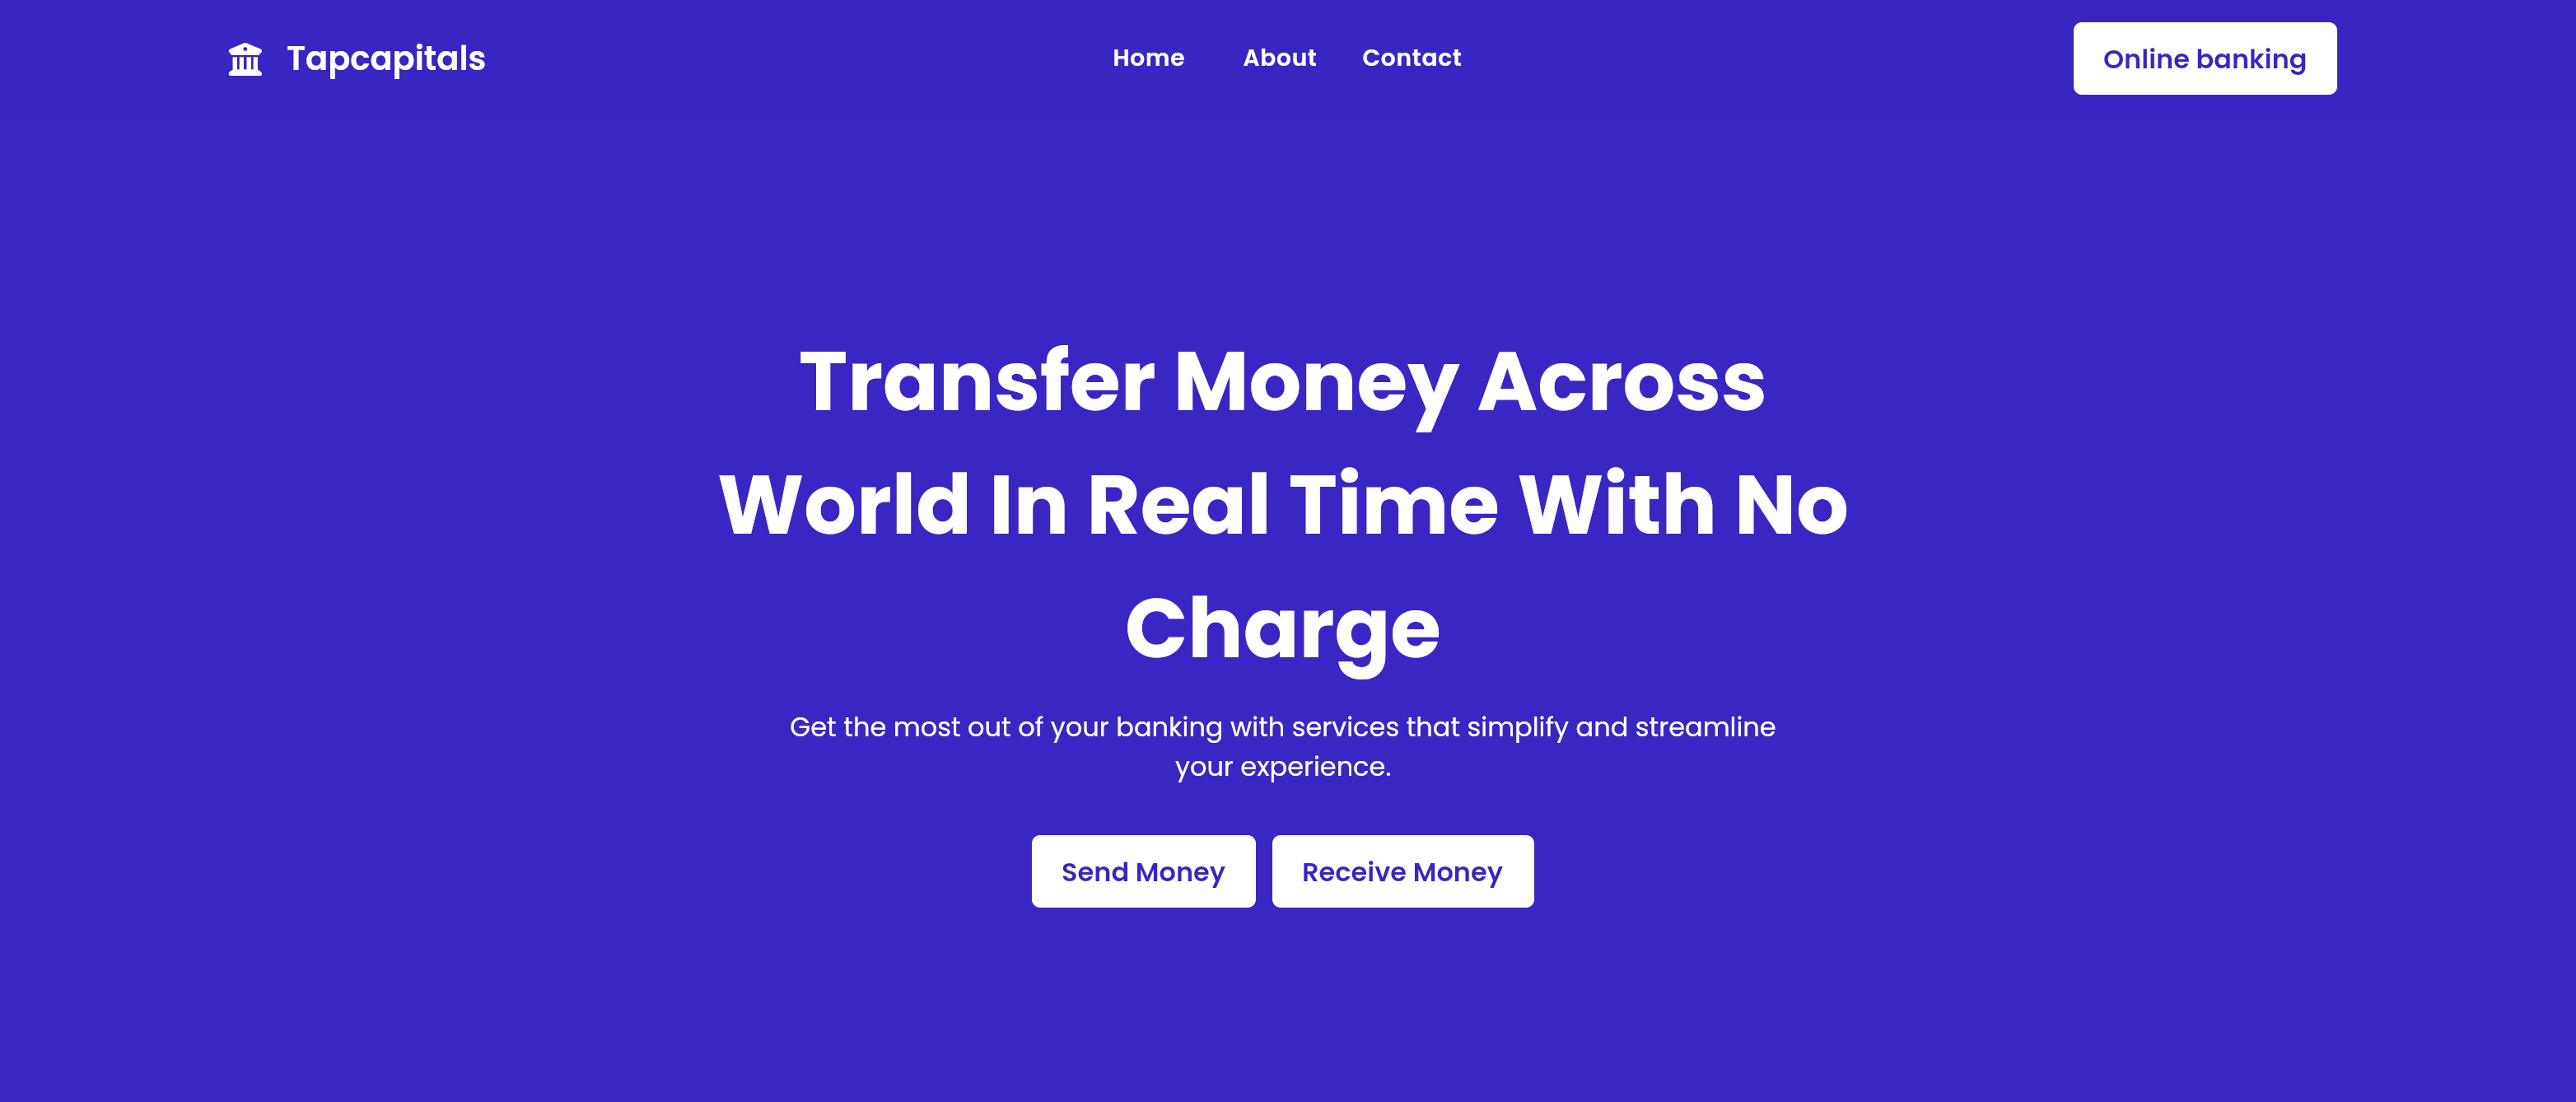 Tapcapitals
Home About Contact
Online banking
Transfer Money Across
World In Real Time With No
Charge
Get the most out of your banking with services that simplify and streamline
your experience.
Send Money
Receive Money